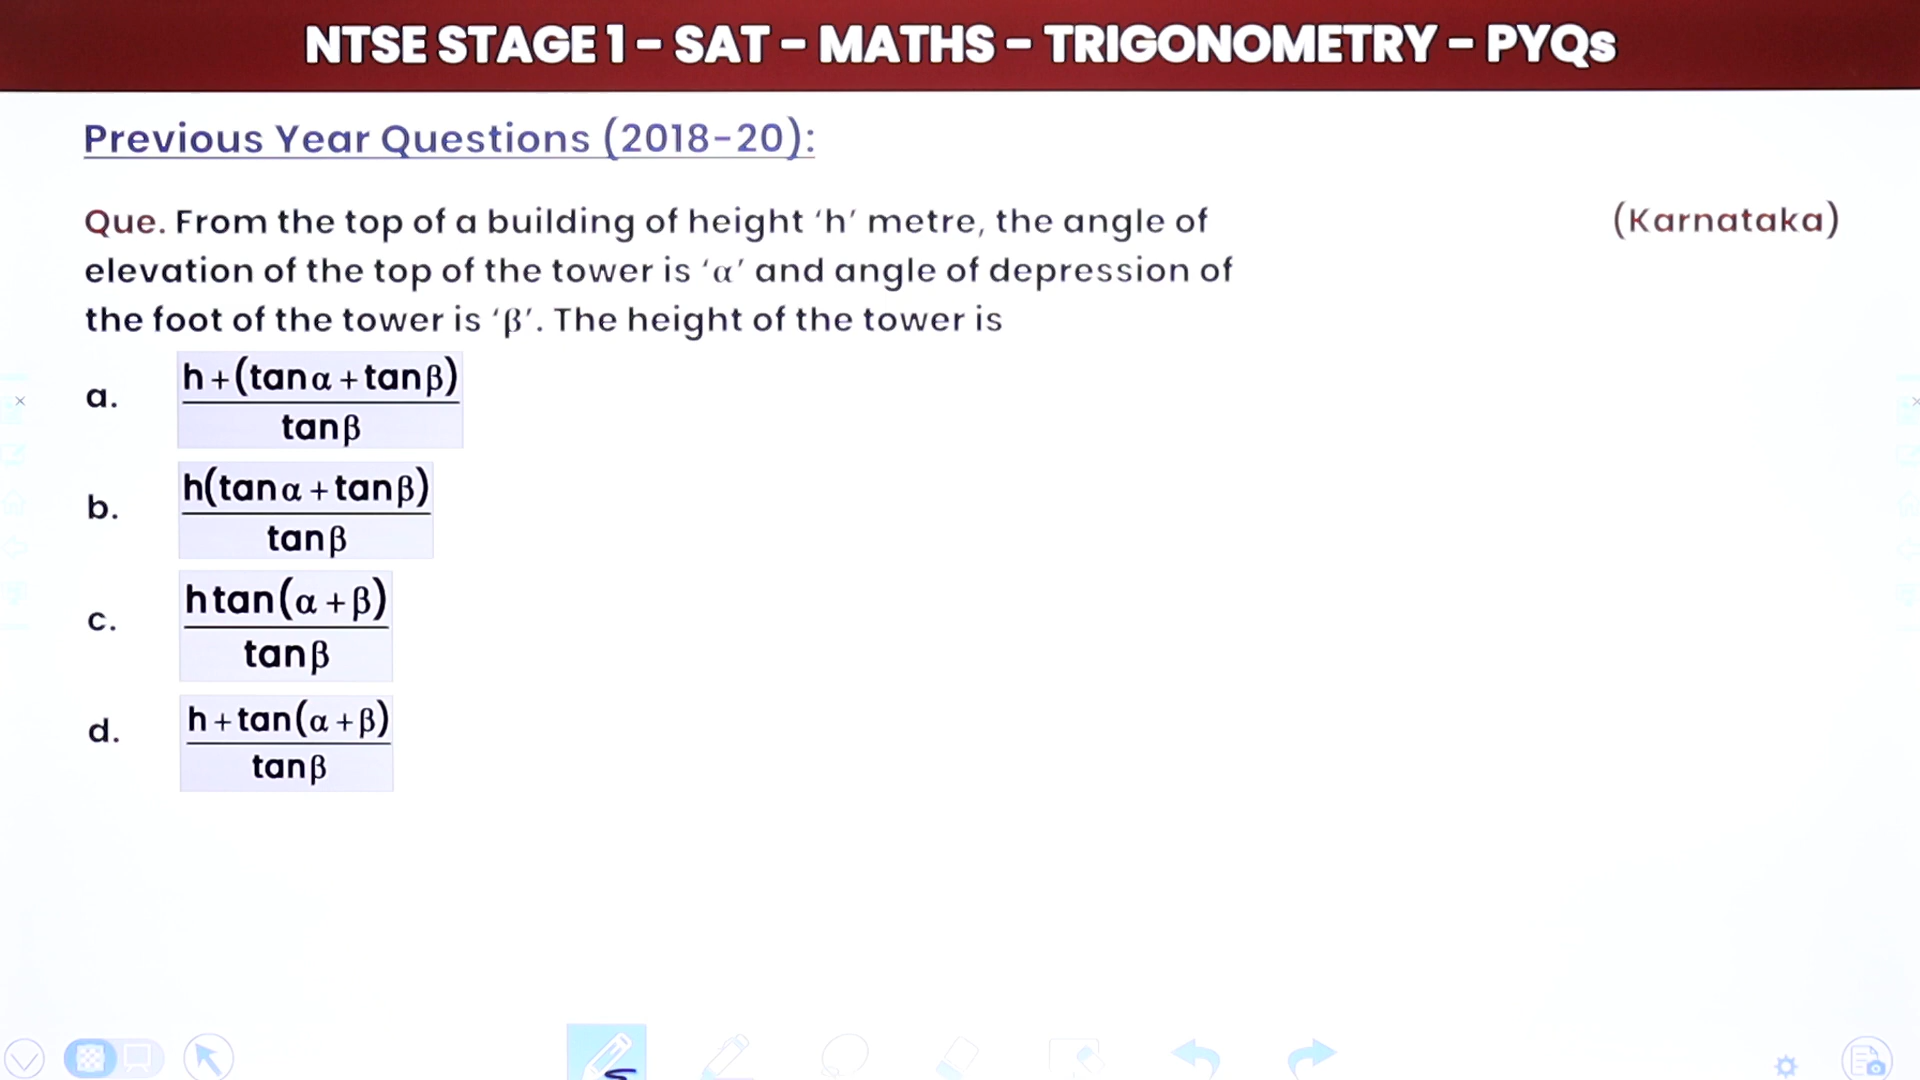 NTSE STAGE 1 – SAT – MATHS – TRIGONOMETRY – PYQs
Previous Year Questions (2018-20):
Que. From the top of a building of height ‘h’ metre, the angle of
(Karnataka)
elevation of the top of the tower is ‘α’ and angle of depression of
the foot of the tower is ‘β’. The height of the tower is
a.
h+(tanα+tanβ)
tanβ
b.
h(tanα+tanβ)
tanβ
c.
htan(α+β)
tanβ
d.
h+tan(α+β)
tanβ